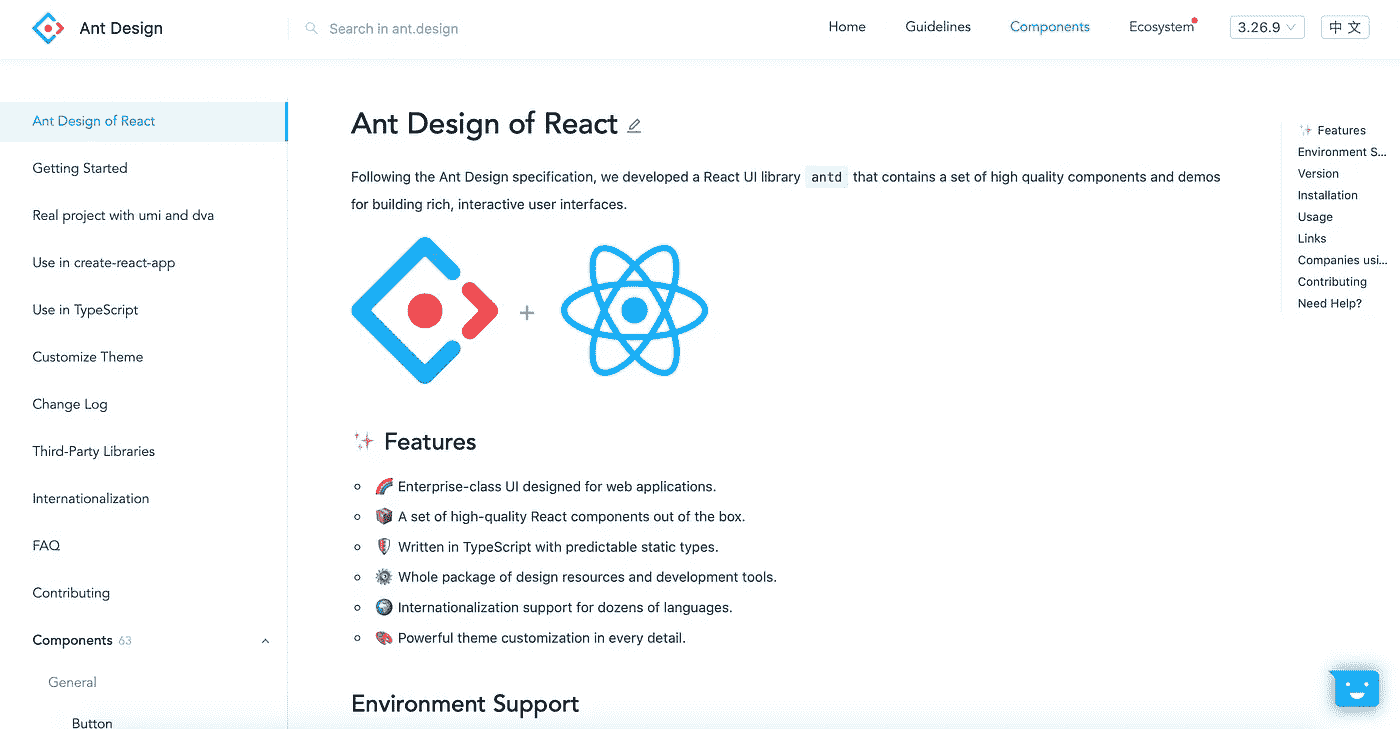 Ant Design
Search in ant.design
Home
Guidelines
Components
Ecosystem
3.26.9
中 文
Ant Design of React
Getting Started
Real project with umi and dva
Use in create-react-app
Use in TypeScript
Customize Theme
Change Log
Third-Party Libraries
Internationalization
FAQ
Contributing
Components 63
General
Button
Ant Design of React
Following the Ant Design specification, we developed a React UI library antd that contains a set of high quality components and demos
for building rich, interactive user interfaces.
+
✨ Features
🌈 Enterprise-class UI designed for web applications.
📦 A set of high-quality React components out of the box.
🛡 Written in TypeScript with predictable static types.
⚙️ Whole package of design resources and development tools.
🌍 Internationalization support for dozens of languages.
🎨 Powerful theme customization in every detail.
Environment Support
✨ Features
Environment S...
Version
Installation
Usage
Links
Companies usi...
Contributing
Need Help?